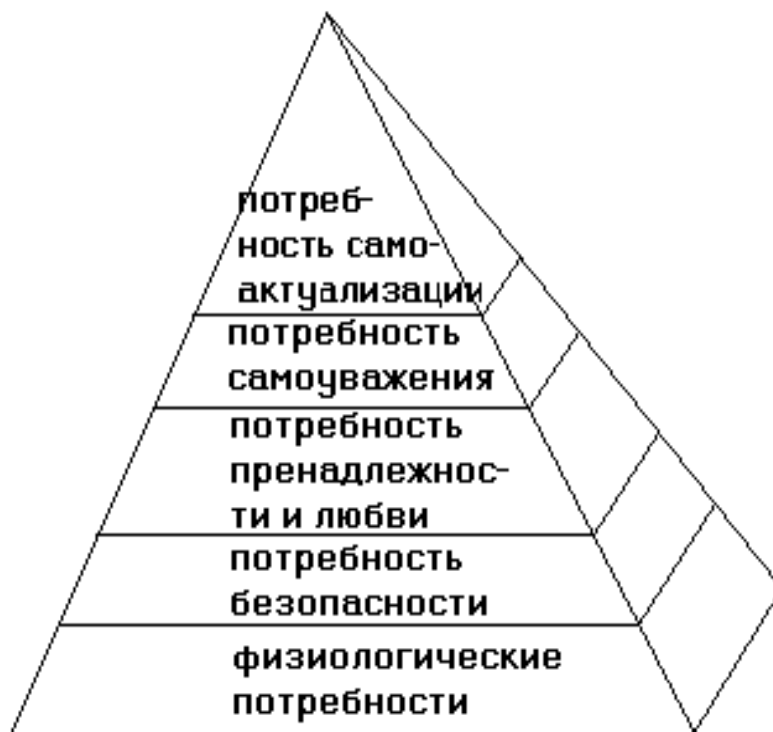 потреб-
ность само-
актуализации
потребность
самоуважения
потребность
пренадлежнос-
ти и любви
потребность
безопасности
физиологические
потребности